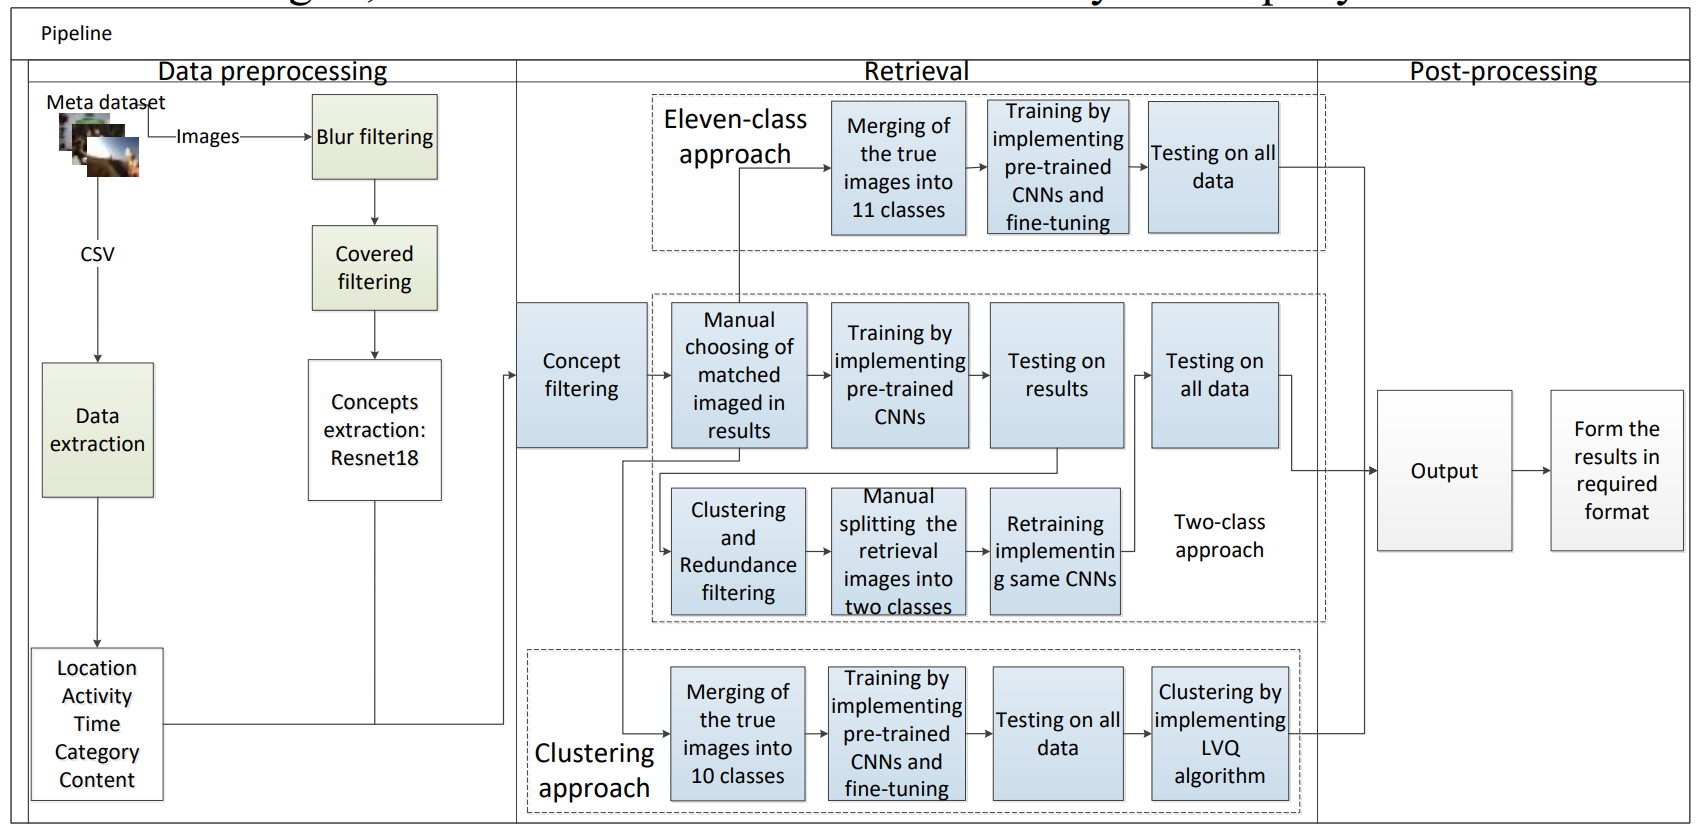 Pipeline
Data preprocessing
Retrieval
Post-processing
Meta dataset
Images
Blur filtering
CSV
Covered
filtering
Data
extraction
Concepts
extraction:
Resnet18
Location
Activity
Time
Category
Content
Eleven-class
approach
Merging of
the true
images into
11 classes
Training by
implementing
pre-trained
CNNs and
fine-tuning
Testing on all
data
Concept
filtering
Manual
choosing of
matched
imaged in
results
Training by
implementing
pre-trained
CNNs
Testing on
results
Testing on
all data
Clustering
and
Redundance
filtering
Manual
splitting the
retrieval
images into
two classes
Retraining
implementin
g same CNNs
Two-class
approach
Clustering
approach
Merging of
the true
images into
10 classes
Training by
implementing
pre-trained
CNNs and
fine-tuning
Testing on all
data
Clustering by
implementing
LVQ
algorithm
Output
Form the
results in
required
format